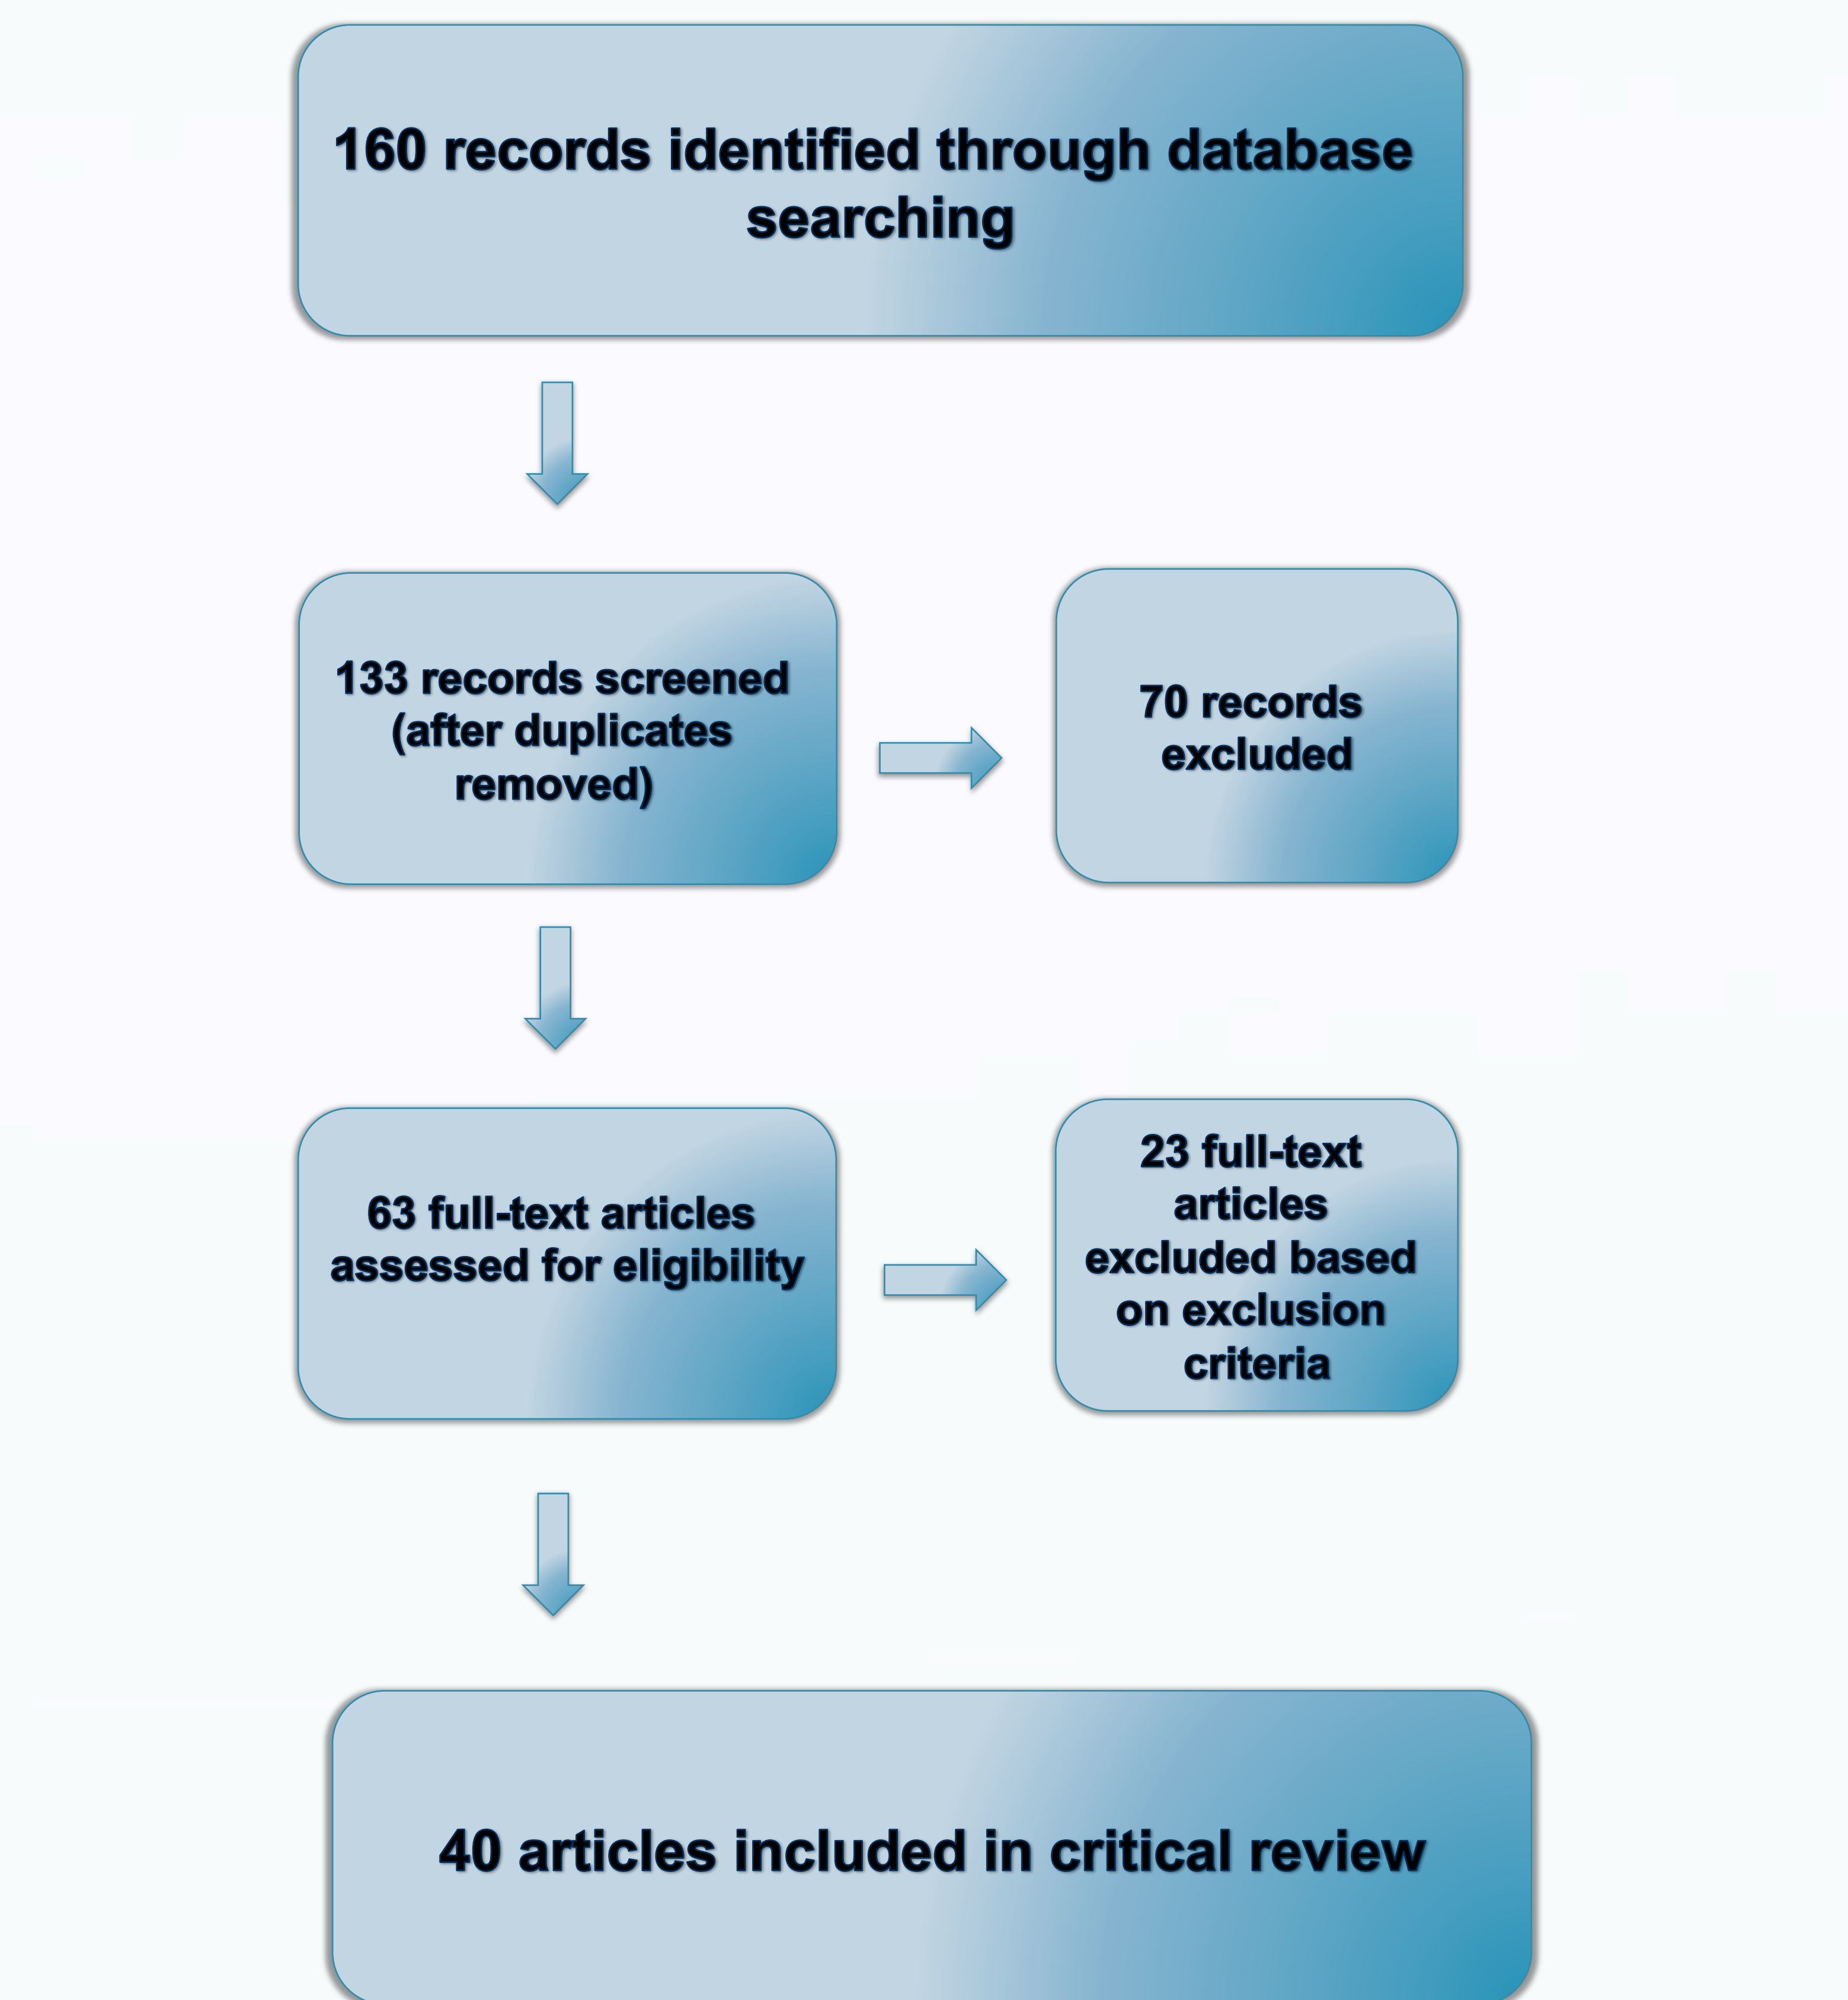 160 records identified through database
searching
133 records screened
(after duplicates
removed)
70 records
excluded
63 full-text articles
assessed for eligibility
23 full-text
articles
excluded based
on exclusion
criteria
40 articles included in critical review